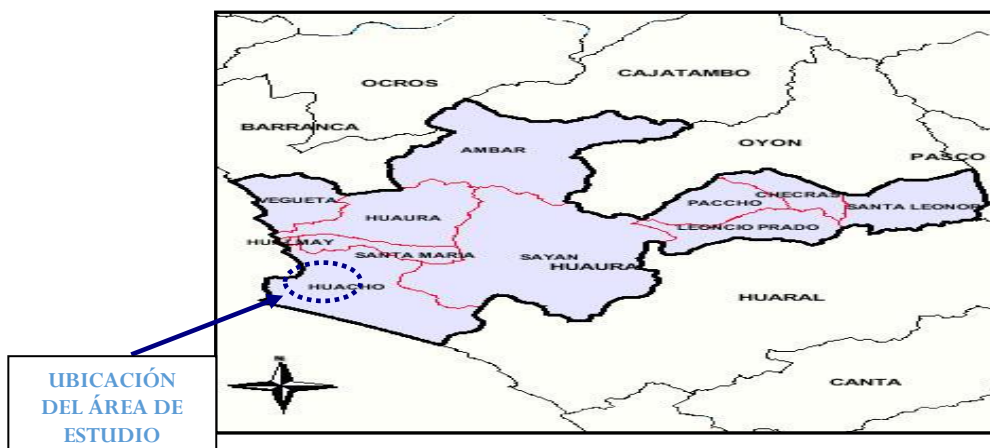 CAJATAMBO
OCROS
BARRANCA
OYON
AMBAR
PASCO
CHECRAS
VEGUETA
PACCHO
SANTA LEONOR
HUAURA
LEONCIO PRADO
HUALMAY
SANTA MARIA
SAYAN
HUAURA
HUACHO
HUARAL
N
CANTA
UBICACIÓN
DEL ÁREA DE
ESTUDIO